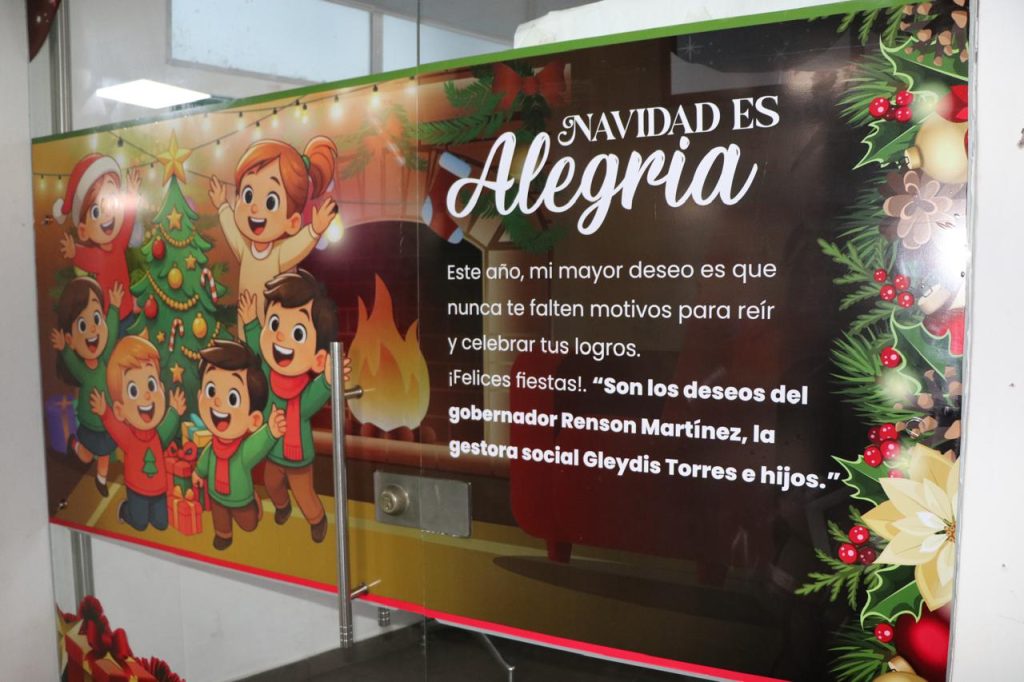 NAVIDAD ES
Alegria
Este año, mi mayor deseo es que
nunca te falten motivos para reír
y celebrar tus logros.
¡Felices fiestas!. “Son los deseos del
gobernador Renson Martínez, la
gestora social Gleydis Torres e hijos.”